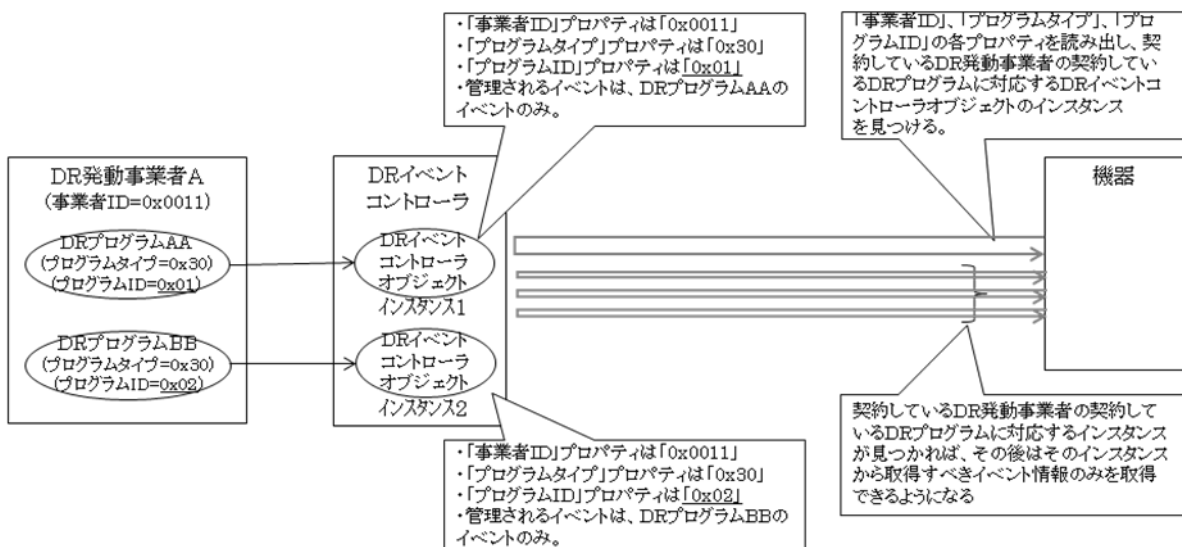 ・「事業者ID」プロパティは「0x0011」
・「プログラムタイプ」プロパティは「0x30」
・「プログラムID」プロパティは「0x01」
・管理されるイベントは、DRプログラムAAの
イベントのみ。
「事業者ID」、「プログラムタイプ」、「プロ
グラムID」の各プロパティを読み出し、契
約しているDR発動事業者の契約してい
るDRプログラムに対応するDRイベントコ
ントローラオブジェクトのインスタンス
を見つける。
DR発動事業者A
(事業者ID=0x0011)
DRプログラムAA
(プログラムタイプ=0x30)
(プログラムID=0x01)
DRプログラムBB
(プログラムタイプ=0x30)
(プログラムID=0x02)
DRイベント
コントローラ
DRイベント
コントローラ
オブジェクト
インスタンス1
DRイベント
コントローラ
オブジェクト
インスタンス2
機器
・「事業者ID」プロパティは「0x0011」
・「プログラムタイプ」プロパティは「0x30」
・「プログラムID」プロパティは「0x02」
・管理されるイベントは、DRプログラムBBの
イベントのみ。
契約しているDR発動事業者の契約して
いるDRプログラムに対応するインスタンス
が見つかれば、その後はそのインスタンス
から取得すべきイベント情報のみを取得
できるようになる